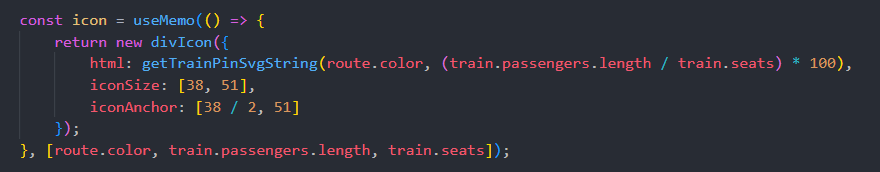 const icon = useMemo(() => {
    return new divIcon({
        html: getTrainPinSvgString(route.color, (train.passengers.length / train.seats) * 100),
        iconSize: [38, 51],
        iconAnchor: [38 / 2, 51]
    });
}, [route.color, train.passengers.length, train.seats]);